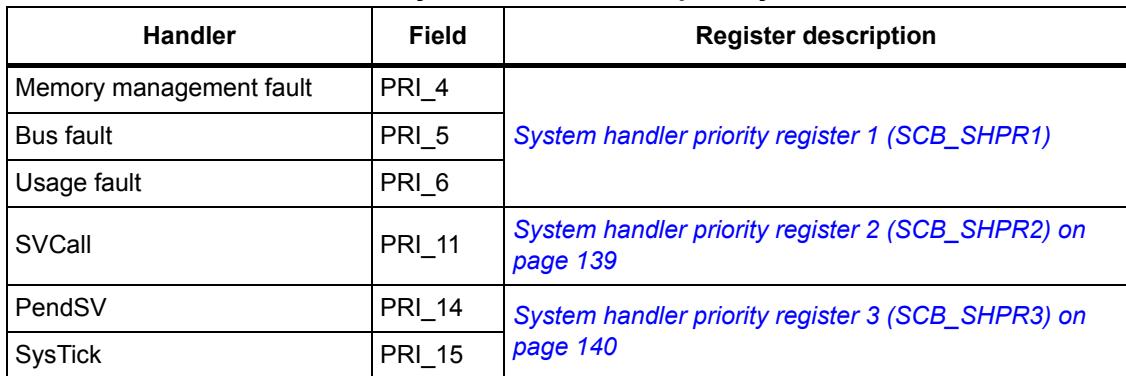 Handler Field Register description
Memory management fault PRI_4
Bus fault PRI_5 System handler priority register 1 (SCB_SHPR1)
Usage fault PRI_6
SVCall PRI_11 System handler priority register 2 (SCB_SHPR2) on
page 139
PendSV PRI_14 System handler priority register 3 (SCB_SHPR3) on
SysTick PRI_15 page 140